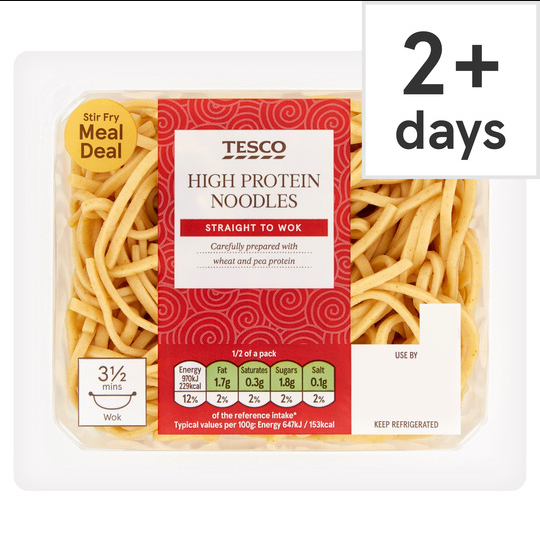 2+
days
Stir Fry
Meal
Deal
TESCO
HIGH PROTEIN
NOODLES
STRAIGHT TO WOK
Carefully prepared with
wheat and pea protein
1/2 of a pack
Energy
970kJ
229kcal
12%
Fat
1.7g
2%
Saturates
0.3g
2%
Sugars
1.8g
2%
Salt
0.1g
2%
of the reference intake*
Typical values per 100g: Energy 647kJ / 153kcal
3½
mins
Wok
USE BY
KEEP REFRIGERATED